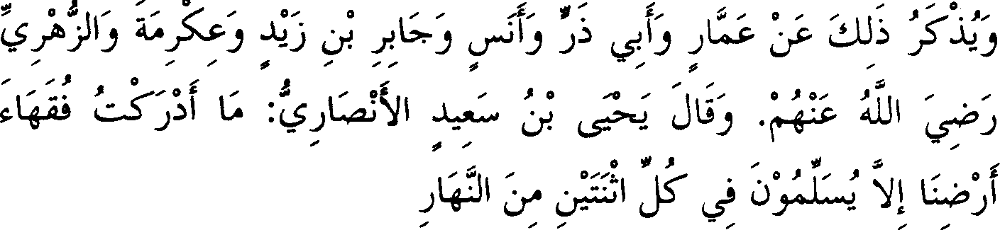 وَيُذْكَرُ ذَلِكَ عَنْ عَمَّارٍ وَأَبِي ذَرٍّ وَأَنَسٍ وَجَابِرِ بْنِ زَيْدٍ وَعِكْرِمَةَ وَالزُّهْرِيِّ
رَضِيَ اللَّهُ عَنْهُمْ. وَقَالَ يَحْيَى بْنُ سَعِيدٍ الأَنْصَارِيُّ: مَا أَدْرَكْتُ فُقَهَاءَ
أَرْضِنَا إِلاَّ يُسَلِّمُوْنَ فِي كُلِّ اثْنَتَيْنِ مِنَ النَّهَارِ